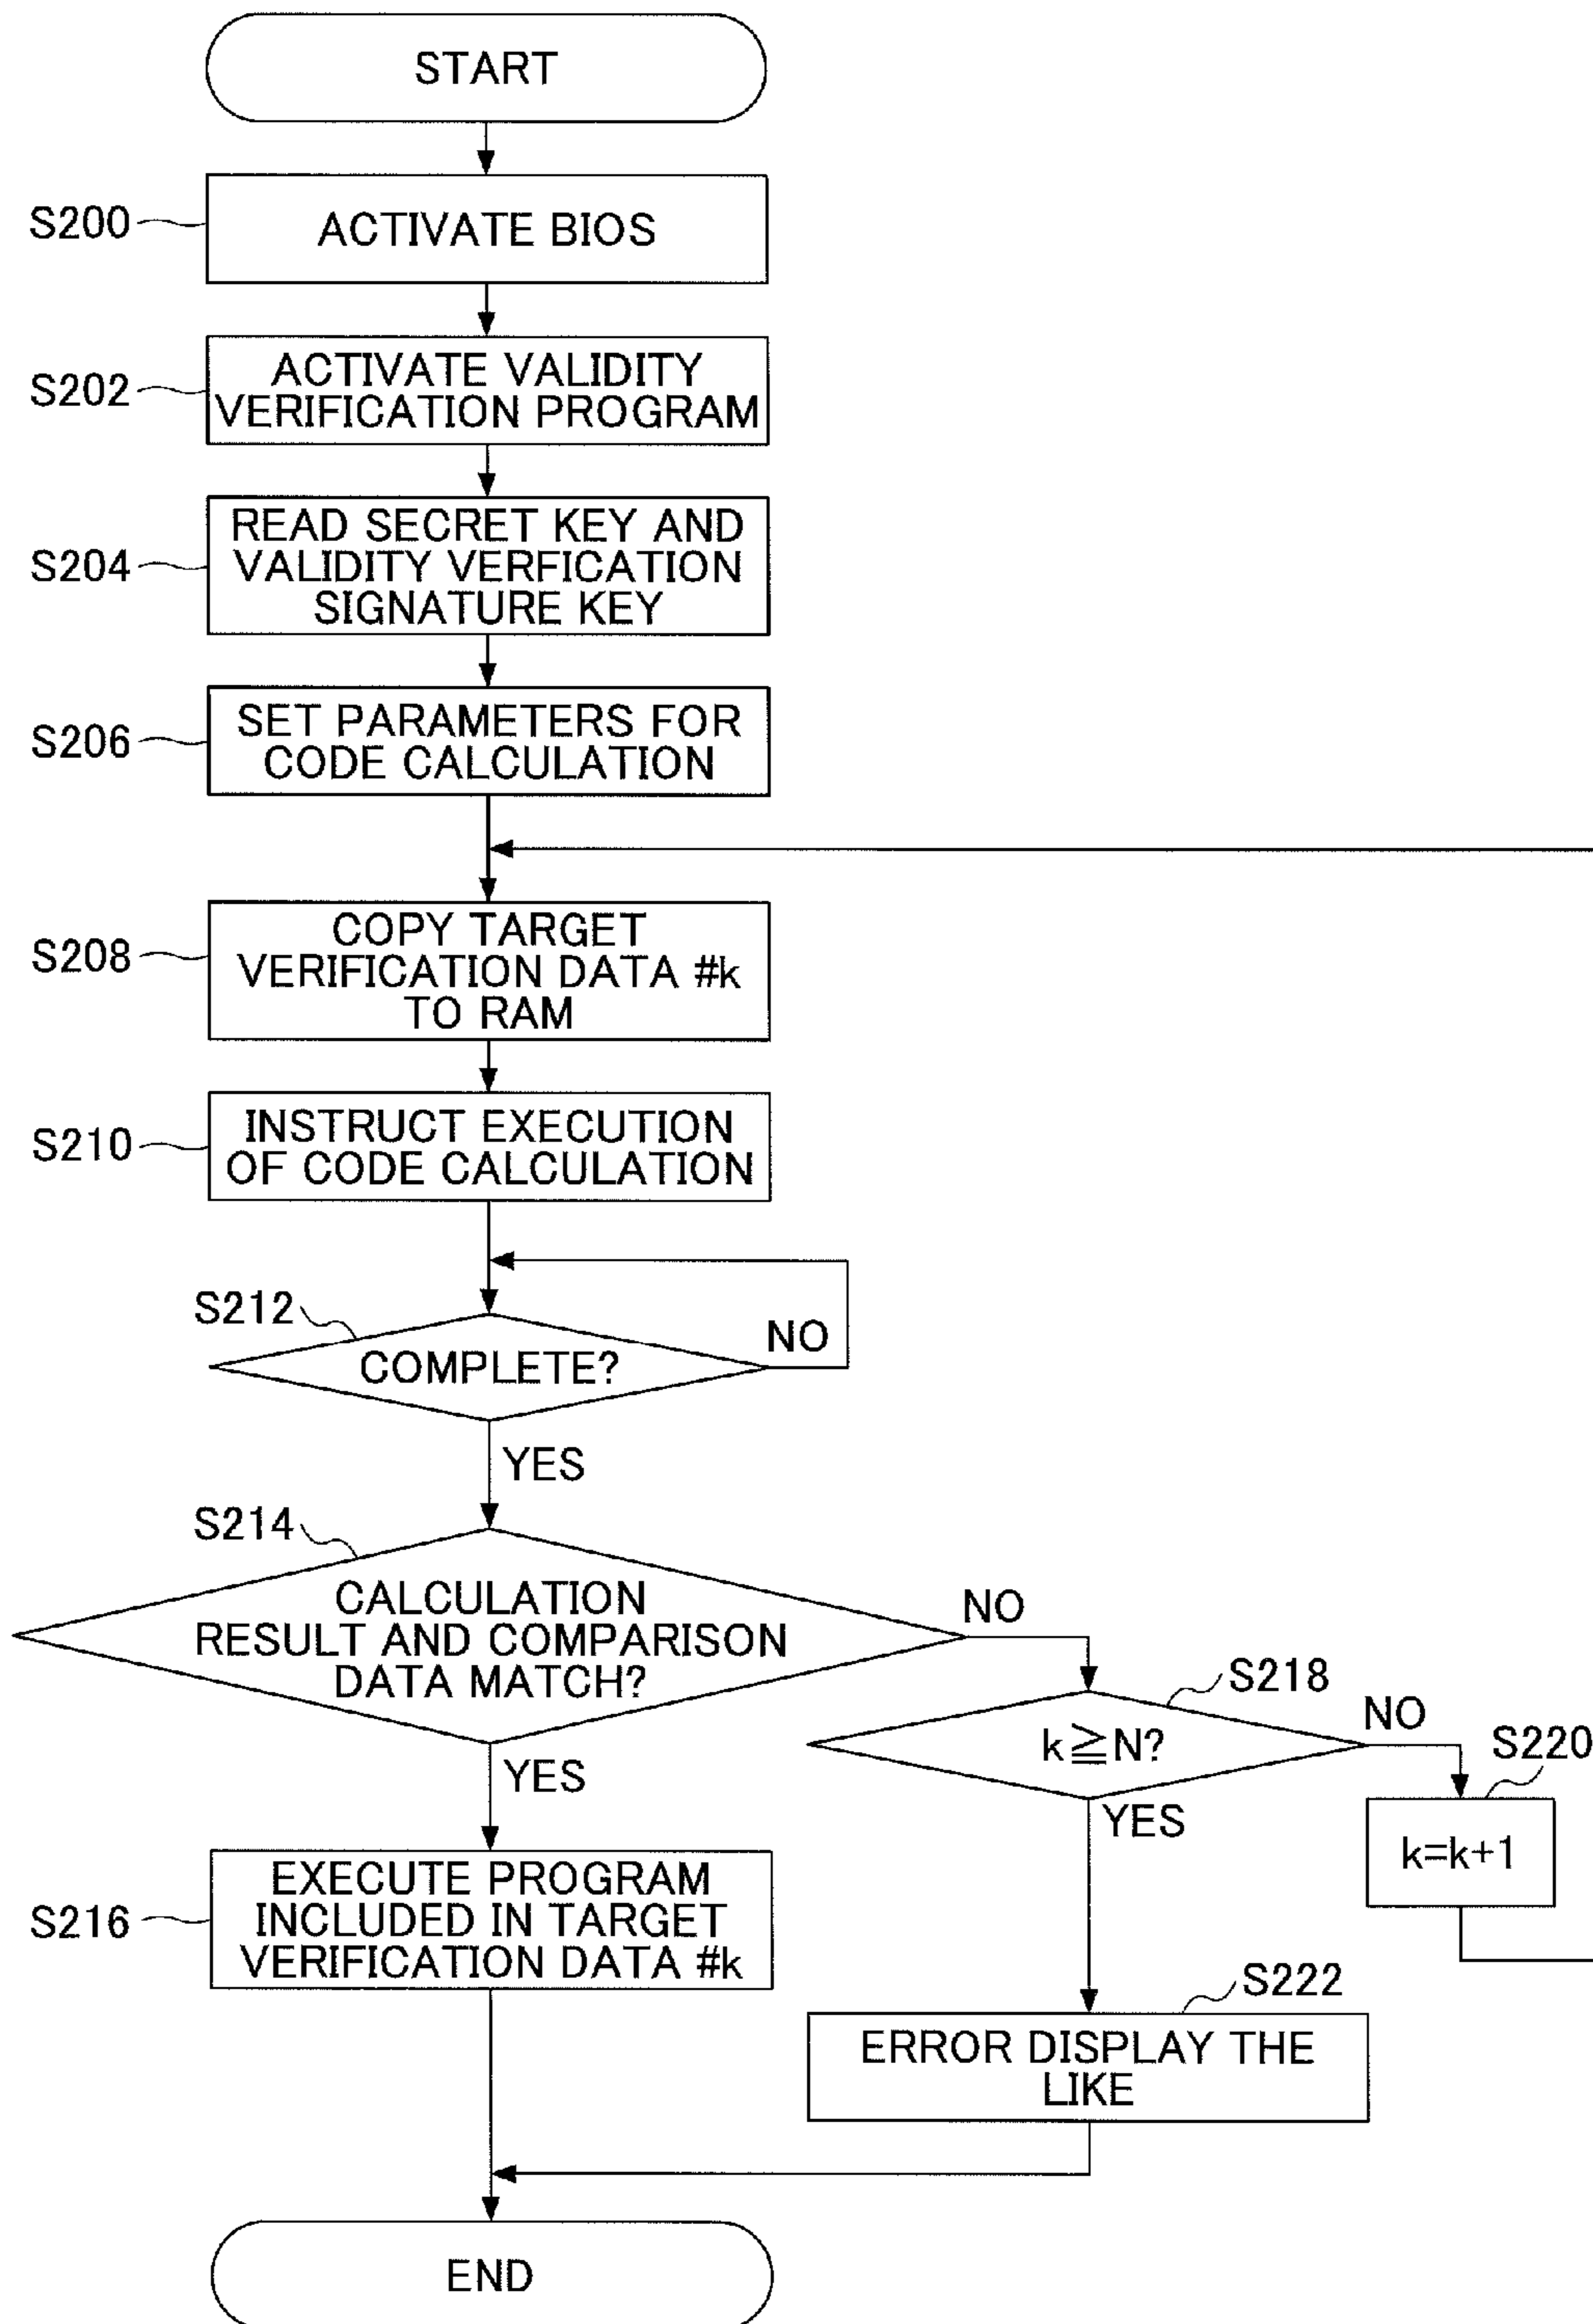 START
S200
ACTIVATE BIOS
S202
ACTIVATE VALIDITY
VERIFICATION PROGRAM
S204
READ SECRET KEY AND
VALIDITY VERFICATION
SIGNATURE KEY
S206
SET PARAMETERS FOR
CODE CALCULATION
S208
COPY TARGET
VERIFICATION DATA #k
TO RAM
S210
INSTRUCT EXECUTION
OF CODE CALCULATION
S212
COMPLETE?
NO
YES
S214
CALCULATION
RESULT AND COMPARISON
DATA MATCH?
NO
YES
S218
k≧N?
NO
YES
S220
k=k+1
S216
EXECUTE PROGRAM
INCLUDED IN TARGET
VERIFICATION DATA #k
S222
ERROR DISPLAY THE
LIKE
END